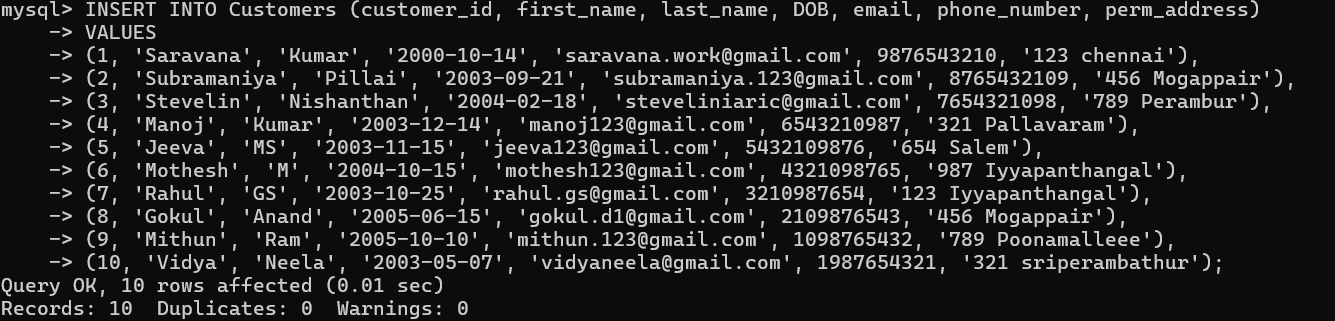 mysql> INSERT INTO Customers (customer_id, first_name, last_name, DOB, email, phone_number, perm_address)
    -> VALUES
    -> (1, 'Saravana', 'Kumar', '2000-10-14', 'saravana.work@gmail.com', 9876543210, '123 chennai'),
    -> (2, 'Subramaniya', 'Pillai', '2003-09-21', 'subramaniya.123@gmail.com', 8765432109, '456 Mogappair'),
    -> (3, 'Stevelin', 'Nishanthan', '2004-02-18', 'steveliniaric@gmail.com', 7654321098, '789 Perambur'),
    -> (4, 'Manoj', 'Kumar', '2003-12-14', 'manoj123@gmail.com', 6543210987, '321 Pallavaram'),
    -> (5, 'Jeeva', 'MS', '2003-11-15', 'jeeva123@gmail.com', 5432109876, '654 Salem'),
    -> (6, 'Mothesh', 'M', '2004-10-15', 'mothesh123@gmail.com', 4321098765, '987 Iyyapanthangal'),
    -> (7, 'Rahul', 'GS', '2003-10-25', 'rahul.gs@gmail.com', 3210987654, '123 Iyyapanthangal'),
    -> (8, 'Gokul', 'Anand', '2005-06-15', 'gokul.d1@gmail.com', 2109876543, '456 Mogappair'),
    -> (9, 'Mithun', 'Ram', '2005-10-10', 'mithun.123@gmail.com', 1098765432, '789 Poonamalleee'),
    -> (10, 'Vidya', 'Neela', '2003-05-07', 'vidyaneela@gmail.com', 1987654321, '321 sriperambathur');
Query OK, 10 rows affected (0.01 sec)
Records: 10  Duplicates: 0  Warnings: 0